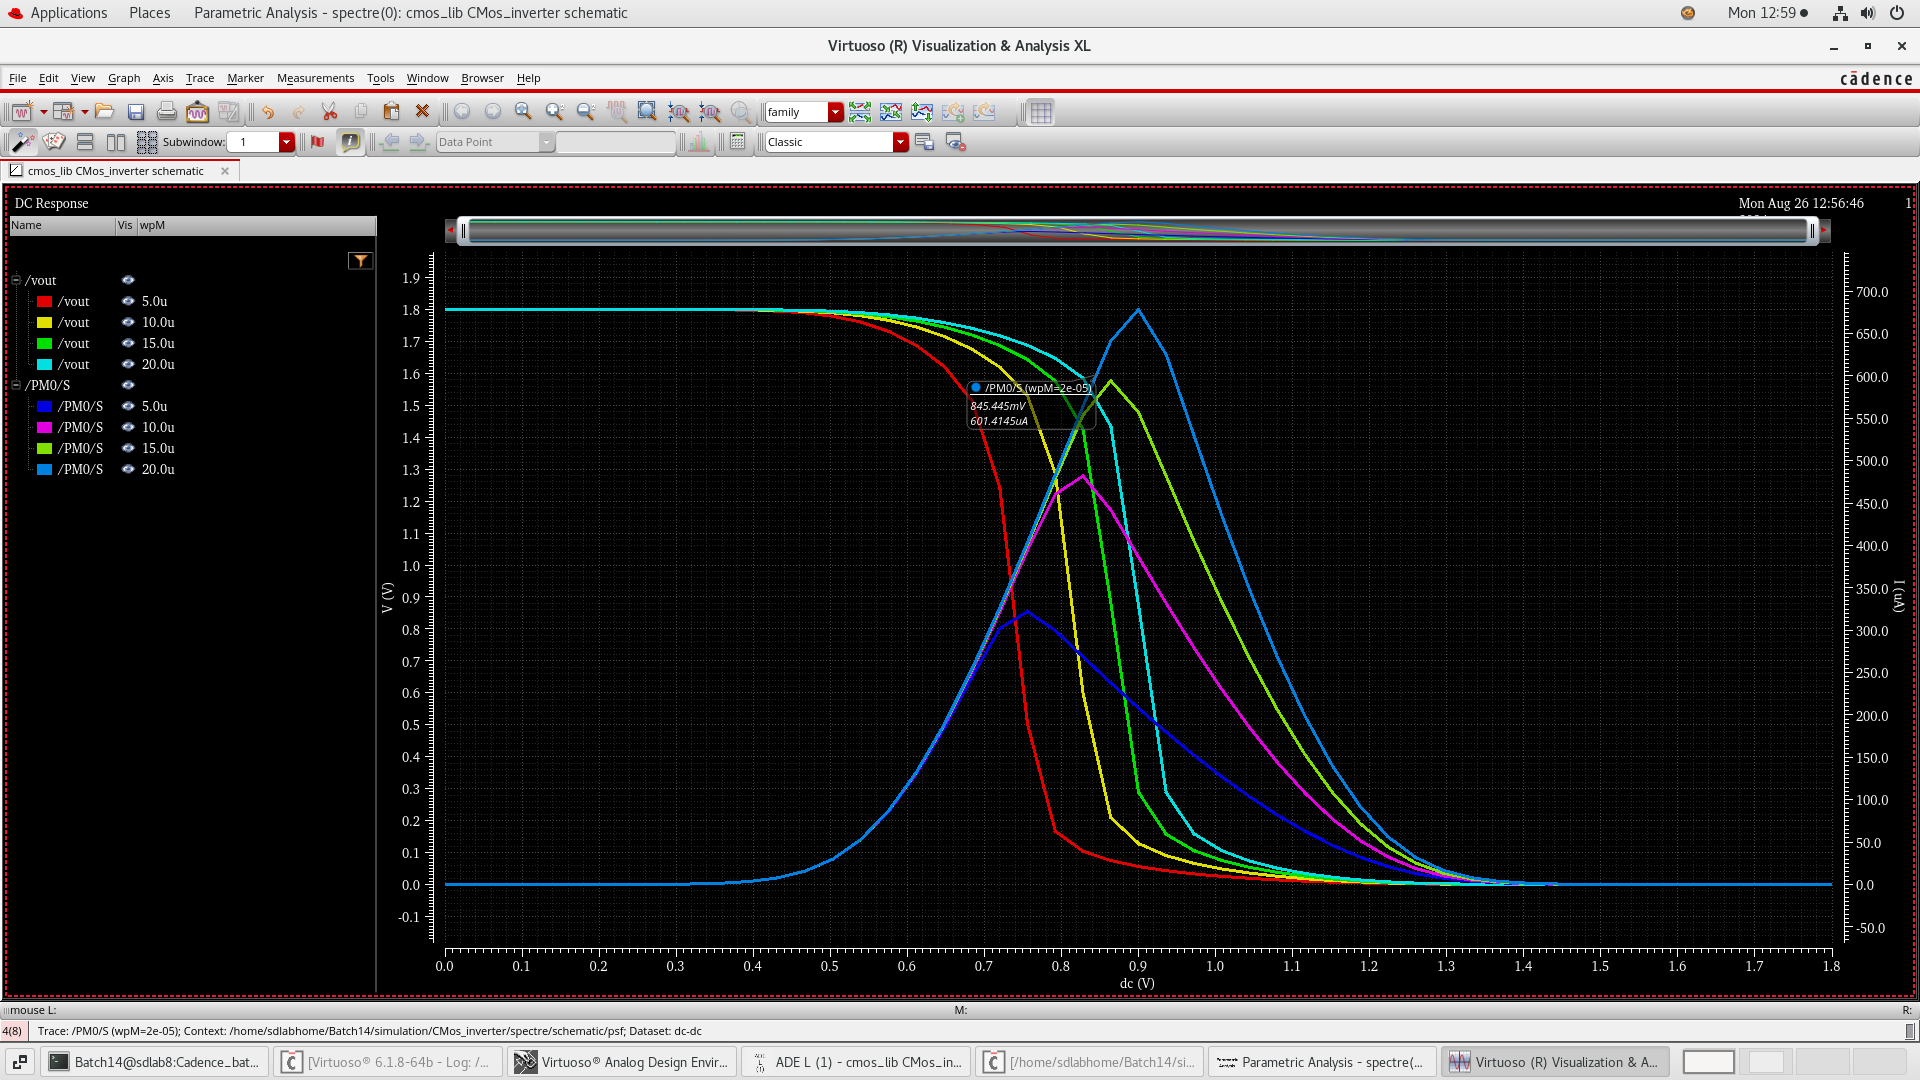 Applications Places Parametric Analysis - spectre(0): cmos_lib CMos_inverter schematic Mon 12:59
Virtuoso (R) Visualization & Analysis XL
File Edit View Graph Axis Trace Marker Measurements Tools Window Browser Help cādence
family
Subwindow: 1 Data Point Classic
cmos_lib CMos_inverter schematic
DC Response Mon Aug 26 12:56:46 1
Name Vis wpM
/vout
/vout 5.0u
/vout 10.0u
/vout 15.0u
/vout 20.0u
/PM0/S
/PM0/S 5.0u
/PM0/S 10.0u
/PM0/S 15.0u
/PM0/S 20.0u
V (V)
1.9
1.8
1.7
1.6
1.5
1.4
1.3
1.2
1.1
1.0
0.9
0.8
0.7
0.6
0.5
0.4
0.3
0.2
0.1
0.0
-0.1
/PM0/S (wpM=2e-05)
845.445mV
601.4145uA
700.0
650.0
600.0
550.0
500.0
450.0
400.0
350.0
300.0
250.0
200.0
150.0
100.0
50.0
0.0
-50.0
I (uA)
0.0 0.1 0.2 0.3 0.4 0.5 0.6 0.7 0.8 0.9 1.0 1.1 1.2 1.3 1.4 1.5 1.6 1.7 1.8
dc (V)
mouse L: M: R:
4(8) Trace: /PM0/S (wpM=2e-05); Context: /home/sdlabhome/Batch14/simulation/CMos_inverter/spectre/schematic/psf; Dataset: dc-dc
Batch14@sdlab8:Cadence_bat... [Virtuoso® 6.1.8-64b - Log: /... Virtuoso® Analog Design Envir... ADE L (1) - cmos_lib CMos_in... [/home/sdlabhome/Batch14/si... Parametric Analysis - spectre(... Virtuoso (R) Visualization & A...